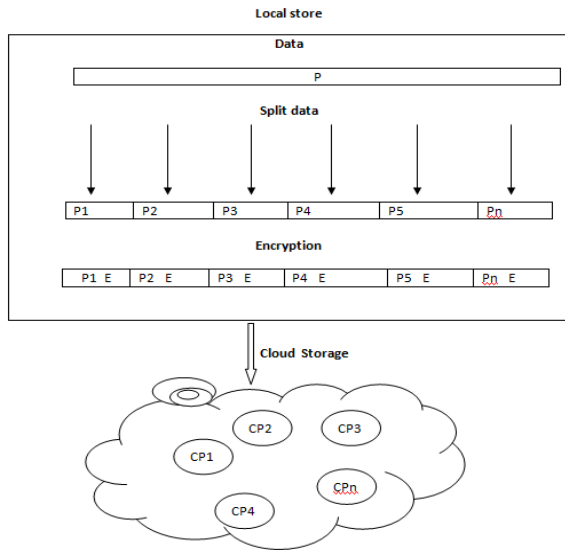 Local store
Data
P
Split data
P1 P2 P3 P4 P5 Pn
Encryption
P1 E P2 E P3 E P4 E P5 E Pn E
Cloud Storage
CP2 CP3
CP1
CPn
CP4